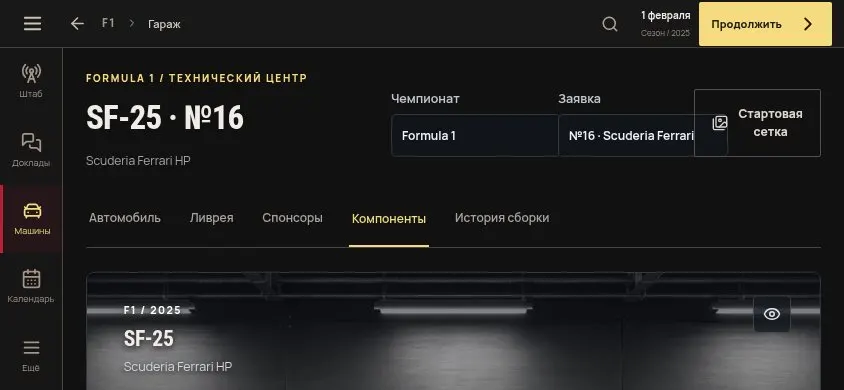 F1 > Гараж
1 февраля
Сезон / 2025
Продолжить
Штаб
Доклады
Машины
Календарь
Ещё
FORMULA 1 / ТЕХНИЧЕСКИЙ ЦЕНТР
SF-25 · №16
Scuderia Ferrari HP
Чемпионат
Formula 1
Заявка
№16 · Scuderia Ferrari
Стартовая
сетка
Автомобиль Ливрея Спонсоры Компоненты История сборки
F1 / 2025
SF-25
Scuderia Ferrari HP